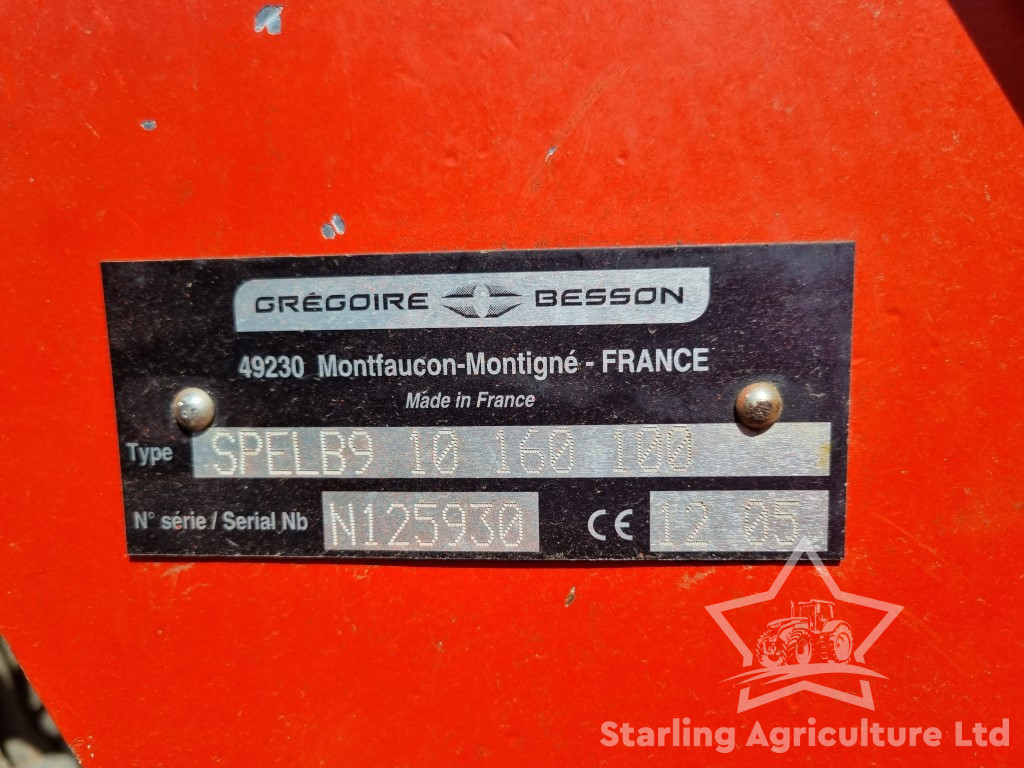 GRÉGOIRE BESSON
49230 Montfaucon-Montigné - FRANCE
Made in France
Type SPELB9 10 160 100
N° série / Serial Nb N125930 CE 12 05
Starling Agriculture Ltd